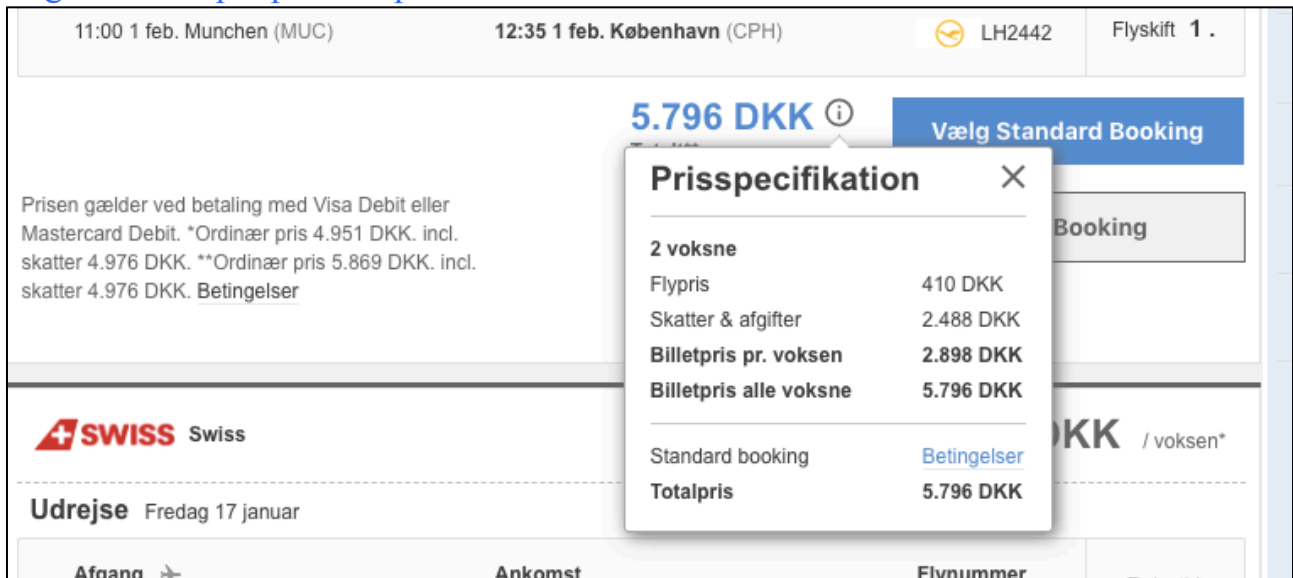 11:00 1 feb. Munchen (MUC) 12:35 1 feb. København (CPH) LH2442 Flyskift 1 .
5.796 DKK Vælg Standard Booking
Prisspecifikation
Prisen gælder ved betaling med Visa Debit eller
Mastercard Debit. *Ordinær pris 4.951 DKK. incl.
skatter 4.976 DKK. **Ordinær pris 5.869 DKK. incl.
skatter 4.976 DKK. Betingelser
Booking
2 voksne
Flypris 410 DKK
Skatter & afgifter 2.488 DKK
Billetpris pr. voksen 2.898 DKK
Billetpris alle voksne 5.796 DKK
Standard booking Betingelser
Totalpris 5.796 DKK
SWISS Swiss
DKK / voksen*
Udrejse Fredag 17 januar
Afgang Ankomst Flynummer